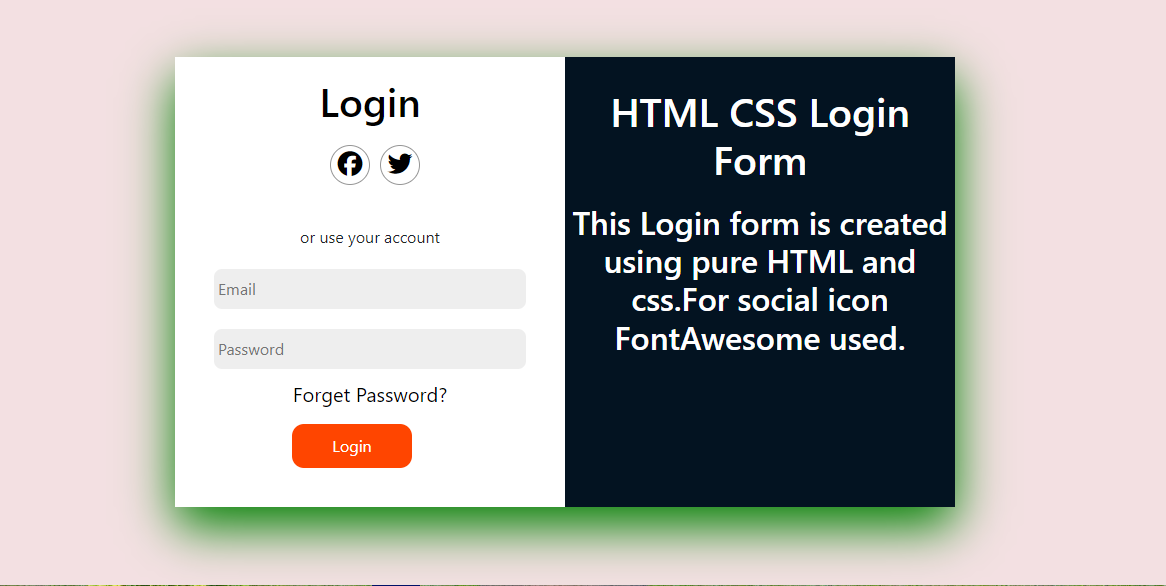 Login
or use your account
Email
Password
Forget Password?
Login
HTML CSS Login
Form
This Login form is created
using pure HTML and
css.For social icon
FontAwesome used.